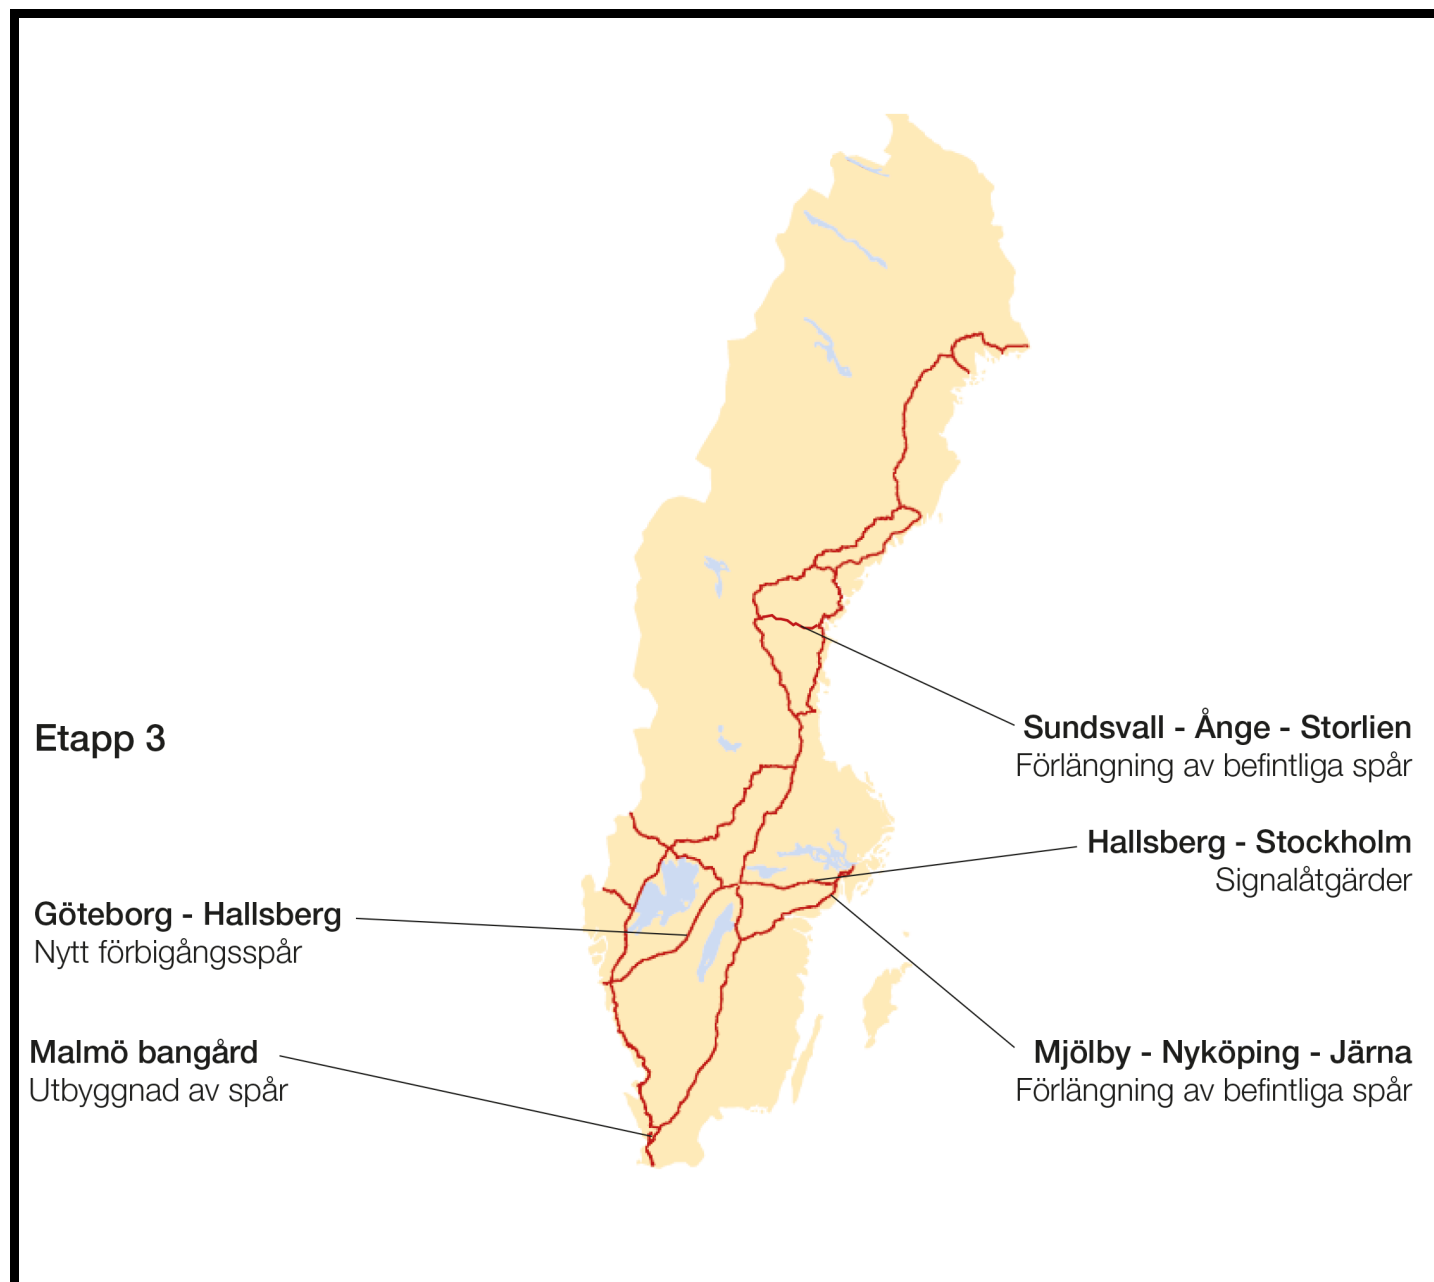 Sundsvall - Ånge - Storlien
Förlängning av befintliga spår
Etapp 3
Hallsberg - Stockholm
Signalåtgärder
Göteborg - Hallsberg
Nytt förbigångsspår
Malmö bangård
Utbyggnad av spår
Mjölby - Nyköping - Järna
Förlängning av befintliga spår